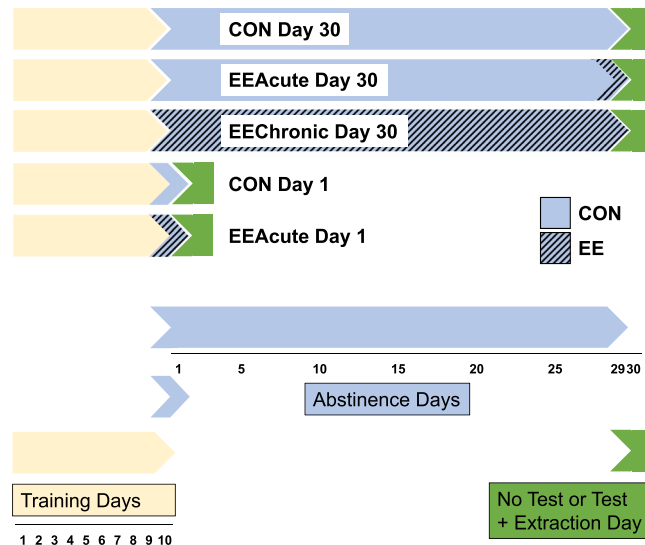 CON Day 30
EEAcute Day 30
EEChronic Day 30
CON Day 1
EEAcute Day 1
CON
EE
1 5 10 15 20 25 29 30
Abstinence Days
Training Days
No Test or Test
+ Extraction Day
1 2 3 4 5 6 7 8 9 10